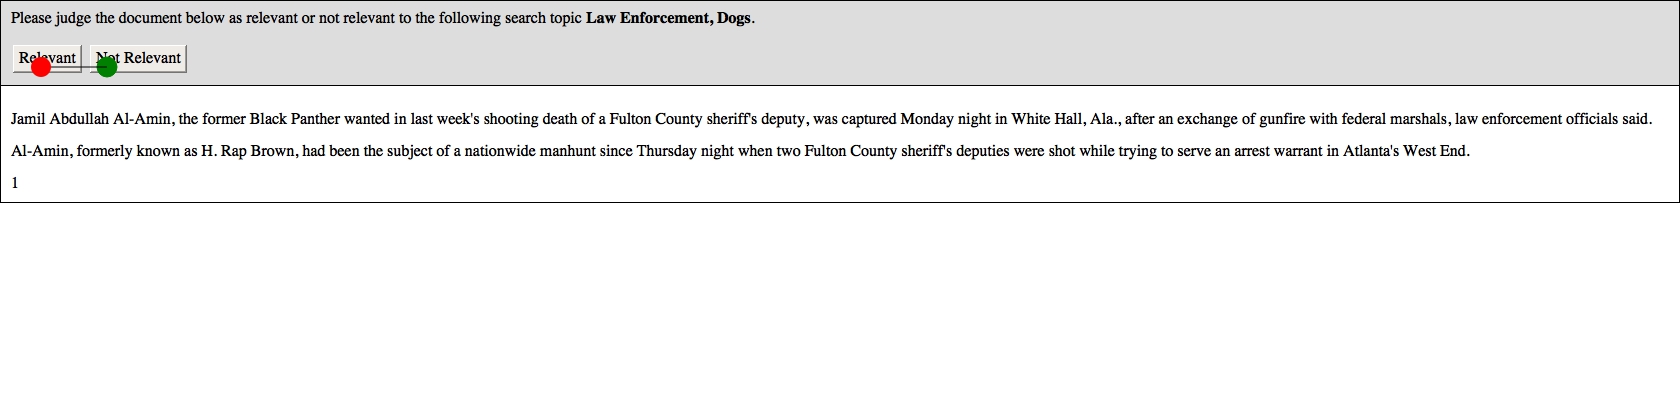 Please judge the document below as relevant or not relevant to the following search topic Law Enforcement, Dogs.
Relevant Not Relevant
Jamil Abdullah Al-Amin, the former Black Panther wanted in last week's shooting death of a Fulton County sheriff's deputy, was captured Monday night in White Hall, Ala., after an exchange of gunfire with federal marshals, law enforcement officials said.
Al-Amin, formerly known as H. Rap Brown, had been the subject of a nationwide manhunt since Thursday night when two Fulton County sheriff's deputies were shot while trying to serve an arrest warrant in Atlanta's West End.
1